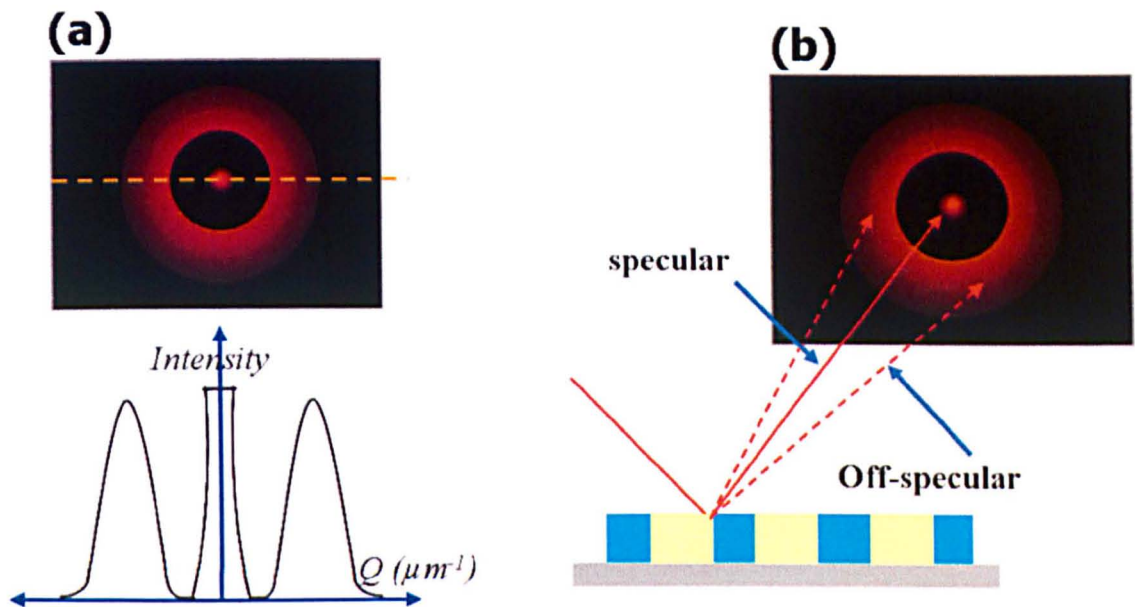 (a)
Intensity
Q (μm⁻¹)
(b)
specular
Off-specular